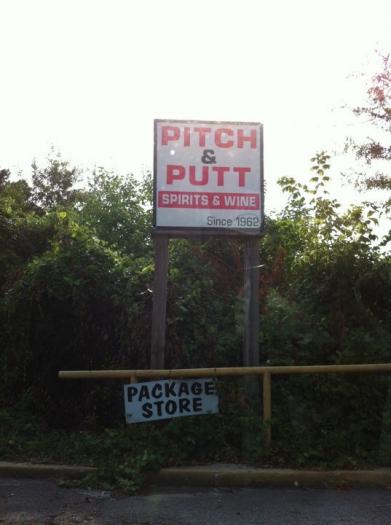 PITCH
&
PUTT
SPIRITS & WINE
Since 1962
PACKAGE
STORE